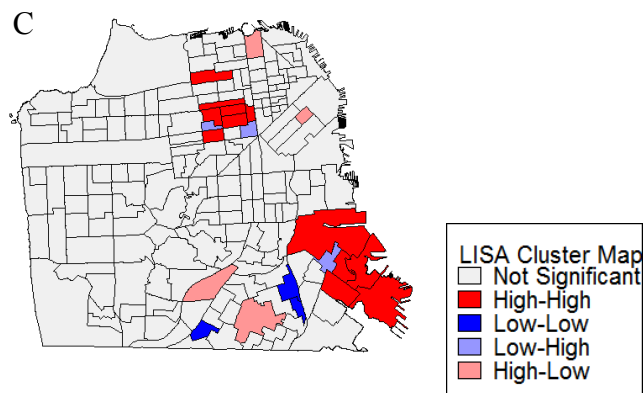 C
LISA Cluster Map
Not Significant
High-High
Low-Low
Low-High
High-Low